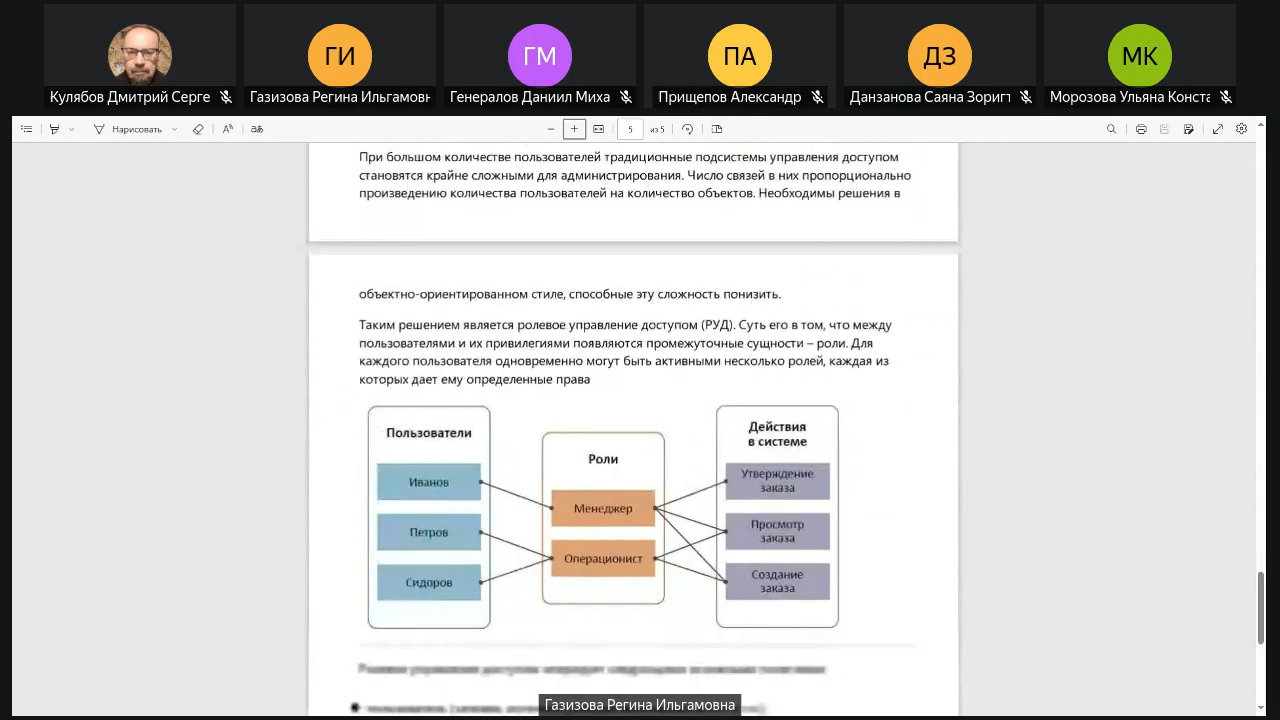 ГИ
ГМ
ПА
ДЗ
МК
Кулябов Дмитрий Серге
Газизова Регина Ильгамовн
Генералов Даниил Миха
Прищепов Александр
Данзанова Саяна Зоригт
Морозова Ульяна Конста
Нарисовать
5
из 5
При большом количестве пользователей традиционные подсистемы управления доступом
становятся крайне сложными для администрирования. Число связей в них пропорционально
произведению количества пользователей на количество объектов. Необходимы решения в
объектно-ориентированном стиле, способные эту сложность понизить.
Таким решением является ролевое управление доступом (РУД). Суть его в том, что между
пользователями и их привилегиями появляются промежуточные сущности – роли. Для
каждого пользователя одновременно могут быть активными несколько ролей, каждая из
которых дает ему определенные права
Пользователи
Иванов
Петров
Сидоров
Роли
Менеджер
Операционист
Действия
в системе
Утверждение
заказа
Просмотр
заказа
Создание
заказа
Газизова Регина Ильгамовна